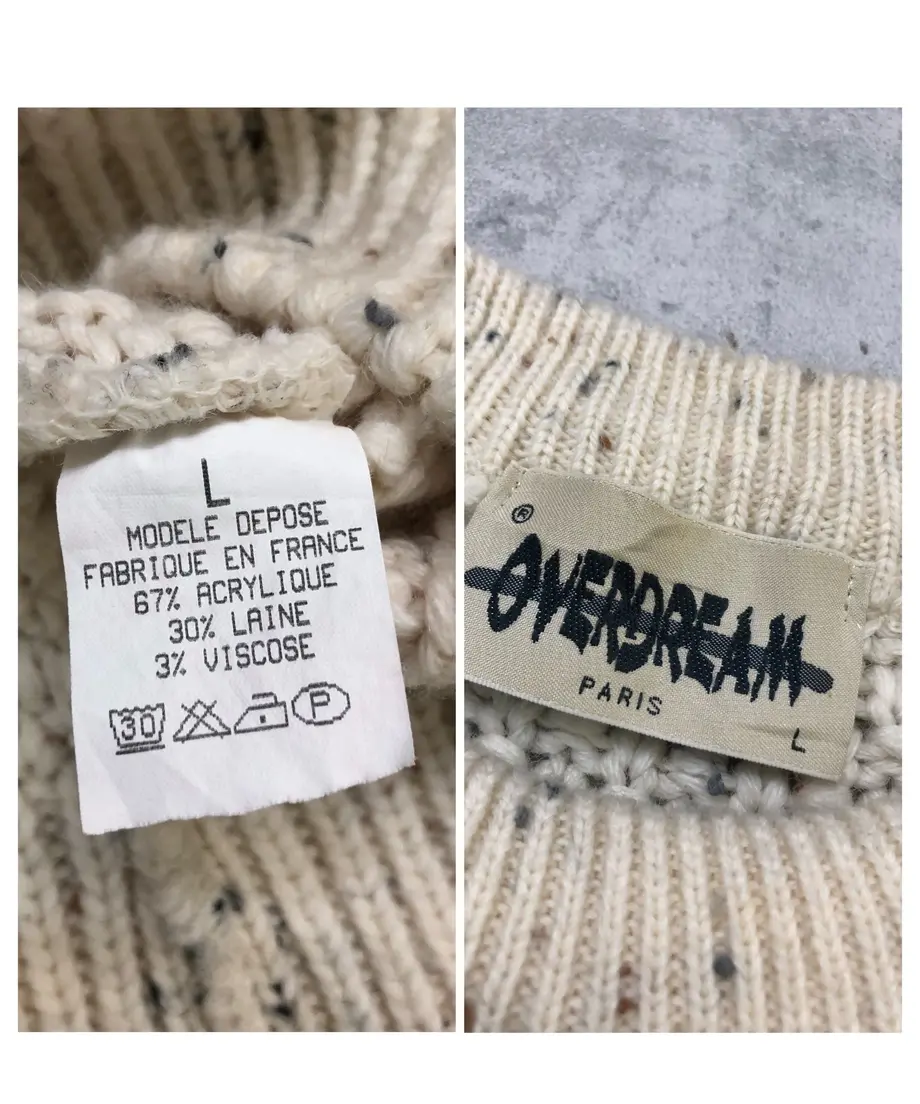 L
MODELE DEPOSE
FABRIQUE EN FRANCE
67% ACRYLIQUE
30% LAINE
3% VISCOSE
30 P
®
OVERDREAM
PARIS
L